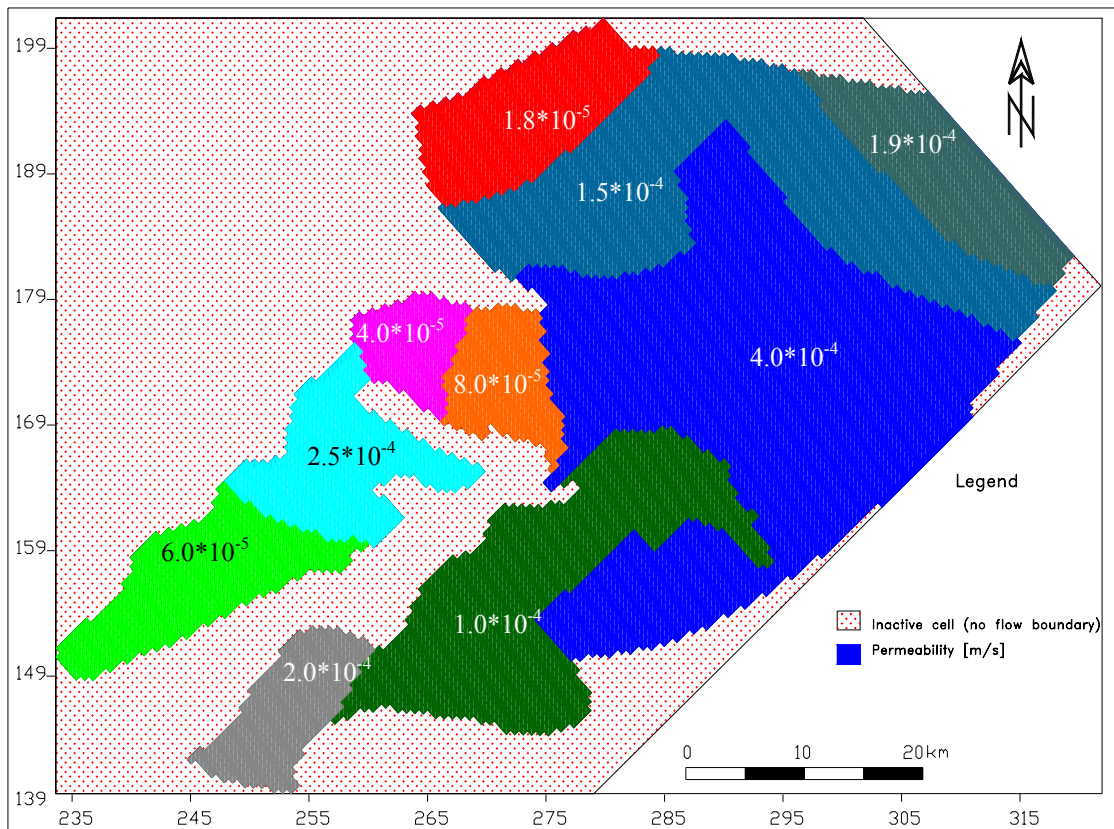 199
1.8*10-5
1.9*10-4
N
189
1.5*10-4
179
4.0*10-5
4.0*10-4
8.0*10-5
169
2.5*10-4
Legend
159
6.0*10-5
1.0*10-4
Inactive cell (no flow boundary)
Permeability [m/s]
149
2.0*10-4
0 10 20 km
139
235 245 255 265 275 285 295 305 315